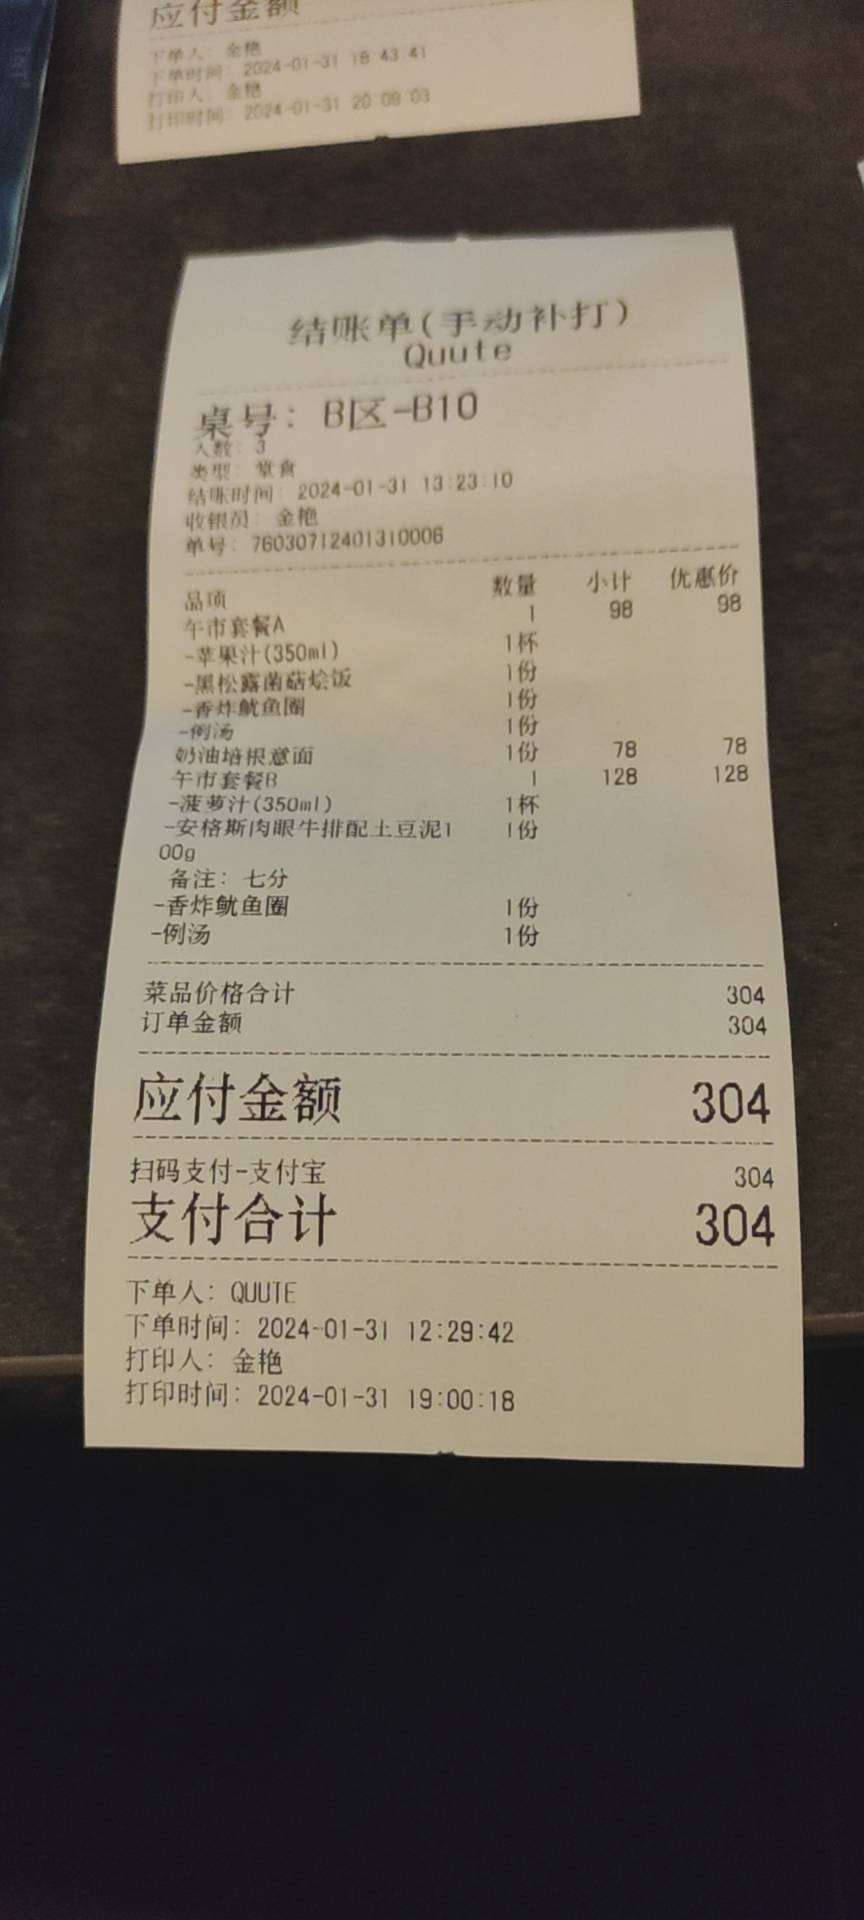 应付金额
下单人: 金艳
下单时间: 2024-01-31 18:43:41
打印人: 金艳
打印时间: 2024-01-31 20:09:03
结账单(手动补打)
Quute
桌号: B区-B10
人数: 3
类型: 堂食
结账时间: 2024-01-31 13:23:10
收银员: 金艳
单号: 76030712401310006
品项 数量 小计 优惠价
午市套餐A 1 98 98
-苹果汁(350ml) 1杯
-黑松露菌菇烩饭 1份
-香炸鱿鱼圈 1份
-例汤 1份
奶油培根意面 1份 78 78
午市套餐B 1 128 128
-菠萝汁(350ml) 1杯
-安格斯肉眼牛排配土豆泥1 1份
00g
备注: 七分
-香炸鱿鱼圈 1份
-例汤 1份
菜品价格合计 304
订单金额 304
应付金额 304
扫码支付-支付宝 304
支付合计 304
下单人: QUUTE
下单时间: 2024-01-31 12:29:42
打印人: 金艳
打印时间: 2024-01-31 19:00:18